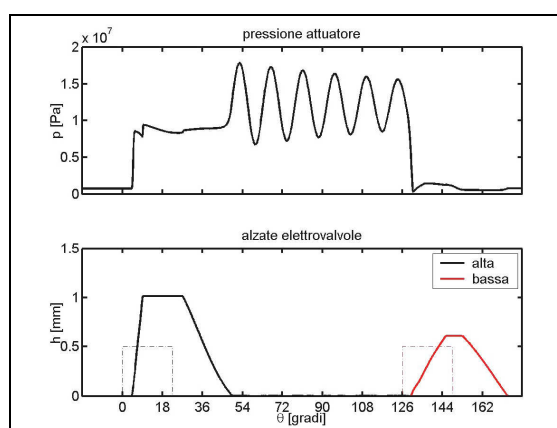 pressione attuatore
x 10^7
2
1.5
1
0.5
0
p [Pa]
alzate elettrovalvole
1.5
1
0.5
0
h [mm]
alta
bassa
0 18 36 54 72 90 108 126 144 162
θ [gradi]